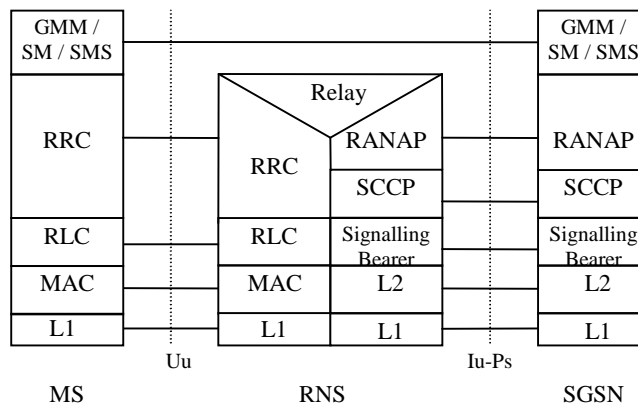 GMM /
SM / SMS
GMM /
SM / SMS
Relay
RRC
RRC
RANAP
RANAP
SCCP
SCCP
RLC
RLC
Signalling
Bearer
Signalling
Bearer
MAC
MAC
L2
L2
L1
L1
L1
L1
Uu
Iu-Ps
MS
RNS
SGSN